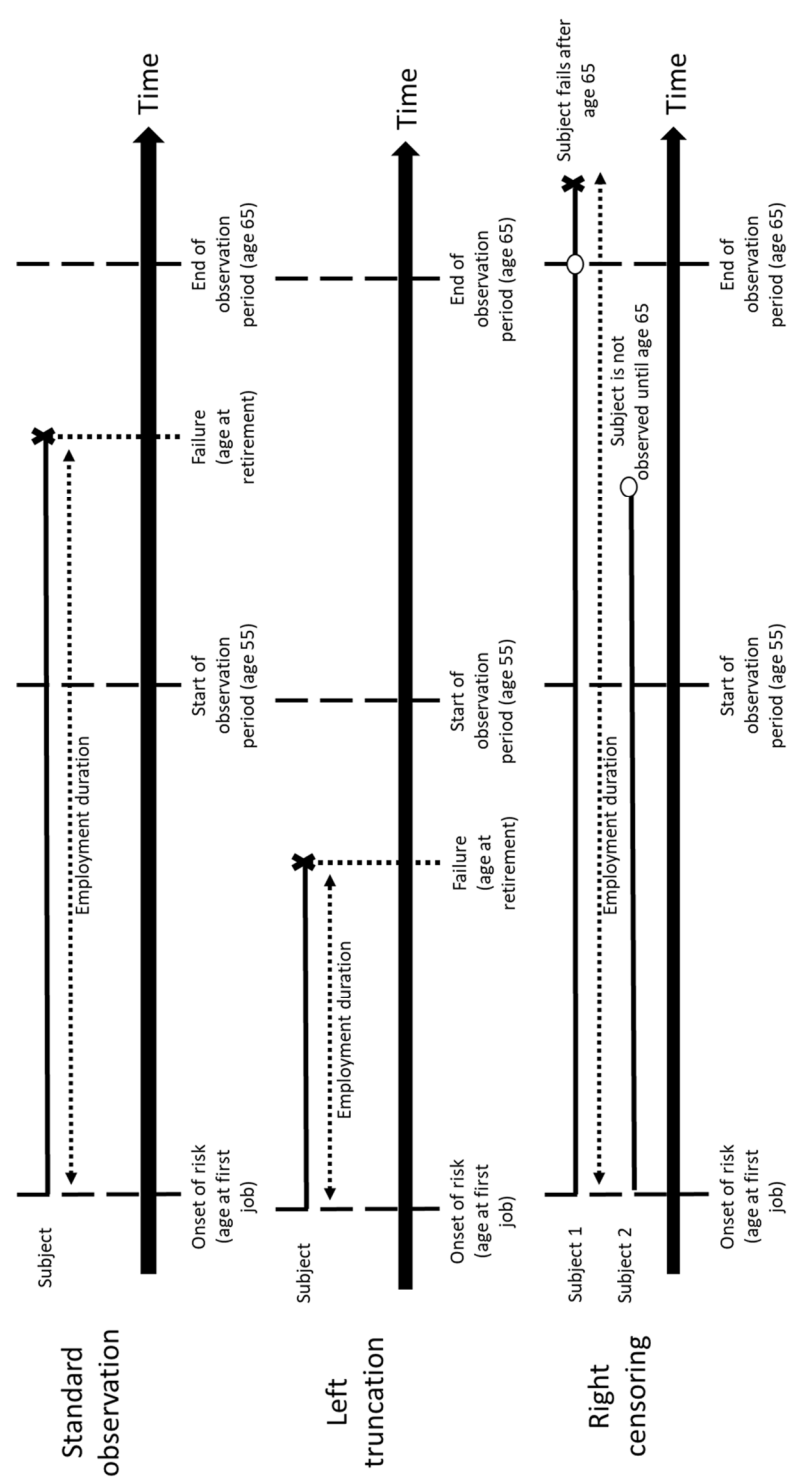 Standard
observation
Subject
Employment duration
Onset of risk
(age at first
job)
Start of
observation
period (age 55)
Failure
(age at
retirement)
End of
observation
period (age 65)
Time
Left
truncation
Subject
Employment duration
Onset of risk
(age at first
job)
Failure
(age at
retirement)
Start of
observation
period (age 55)
End of
observation
period (age 65)
Time
Right
censoring
Subject 1
Subject fails after
age 65
Employment duration
Subject 2
Subject is not
observed until age 65
Onset of risk
(age at first
job)
Start of
observation
period (age 55)
End of
observation
period (age 65)
Time